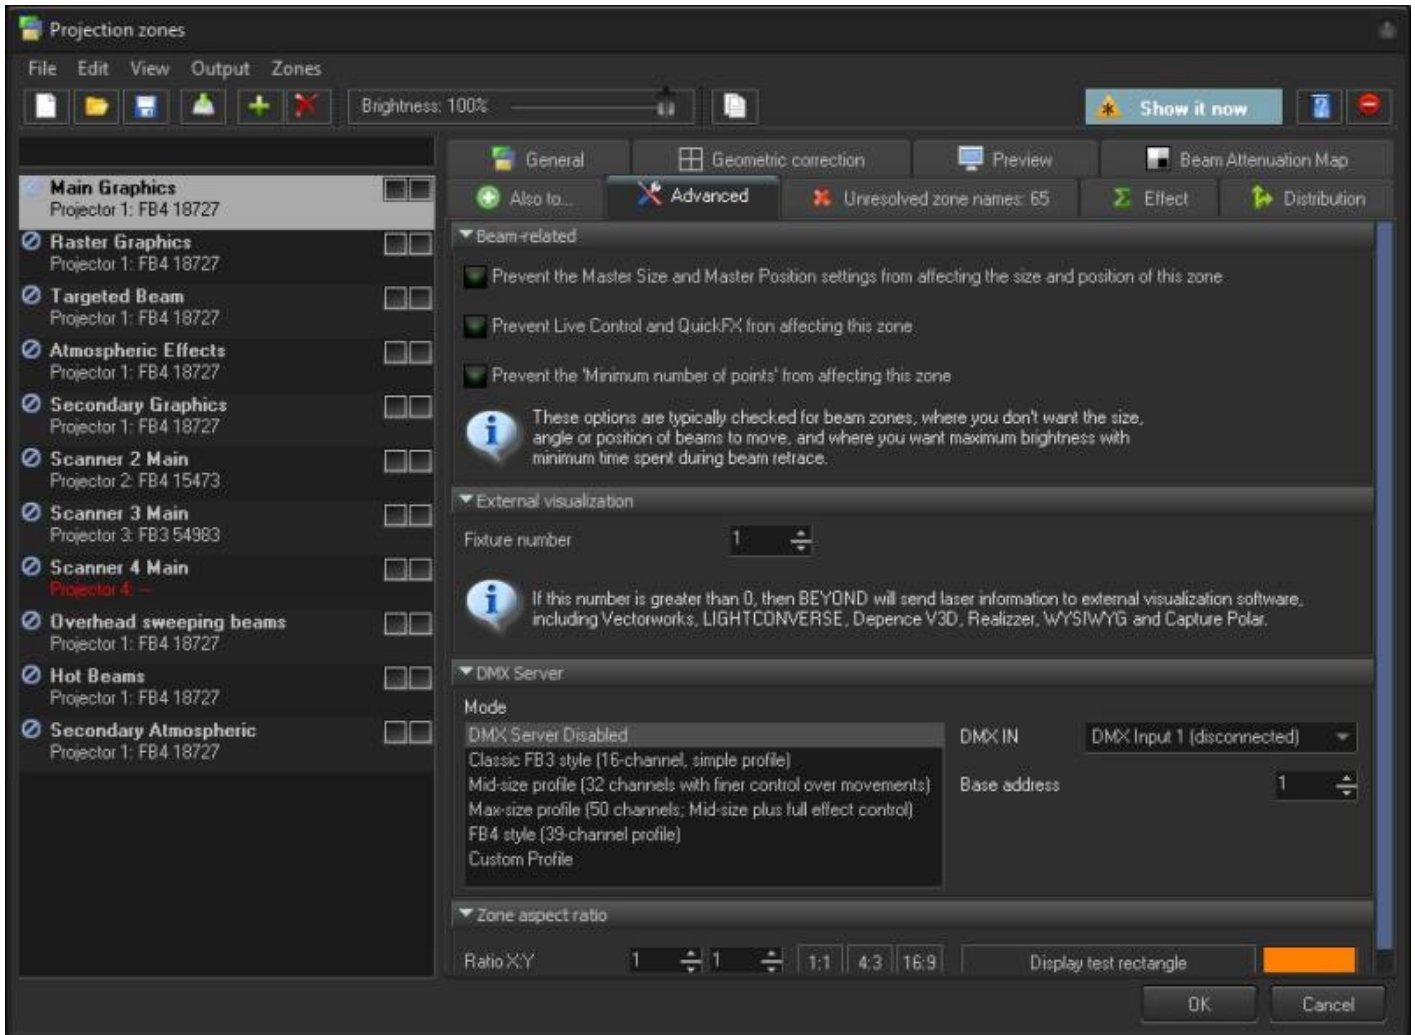 Projection zones
File Edit View Output Zones
Brightness: 100%
Show it now
General Geometric correction Preview Beam Attenuation Map
Also to... Advanced Unresolved zone names: 65 Effect Distribution
Main Graphics
Projector 1: FB4 18727
Raster Graphics
Projector 1: FB4 18727
Targeted Beam
Projector 1: FB4 18727
Atmospheric Effects
Projector 1: FB4 18727
Secondary Graphics
Projector 1: FB4 18727
Scanner 2 Main
Projector 2: FB4 15473
Scanner 3 Main
Projector 3: FB3 54983
Scanner 4 Main
Projector 4: --
Overhead sweeping beams
Projector 1: FB4 18727
Hot Beams
Projector 1: FB4 18727
Secondary Atmospheric
Projector 1: FB4 18727
Beam-related
Prevent the Master Size and Master Position settings from affecting the size and position of this zone
Prevent Live Control and QuickFX fron affecting this zone
Prevent the 'Minimum number of points' from affecting this zone
These options are typically checked for beam zones, where you don't want the size,
angle or position of beams to move, and where you want maximum brightness with
minimum time spent during beam retrace.
External visualization
Fixture number 1
If this number is greater than 0, then BEYOND will send laser information to external visualization software,
including Vectorworks, LIGHTCONVERSE, Depence V3D, Realizzer, WYSIWYG and Capture Polar.
DMX Server
Mode
DMX Server Disabled
Classic FB3 style (16-channel, simple profile)
Mid-size profile (32 channels with finer control over movements)
Max-size profile (50 channels; Mid-size plus full effect control)
FB4 style (39-channel profile)
Custom Profile
DMX IN DMX Input 1 (disconnected)
Base address 1
Zone aspect ratio
Ratio X:Y 1 1 1:1 4:3 16:9 Display test rectangle
OK Cancel